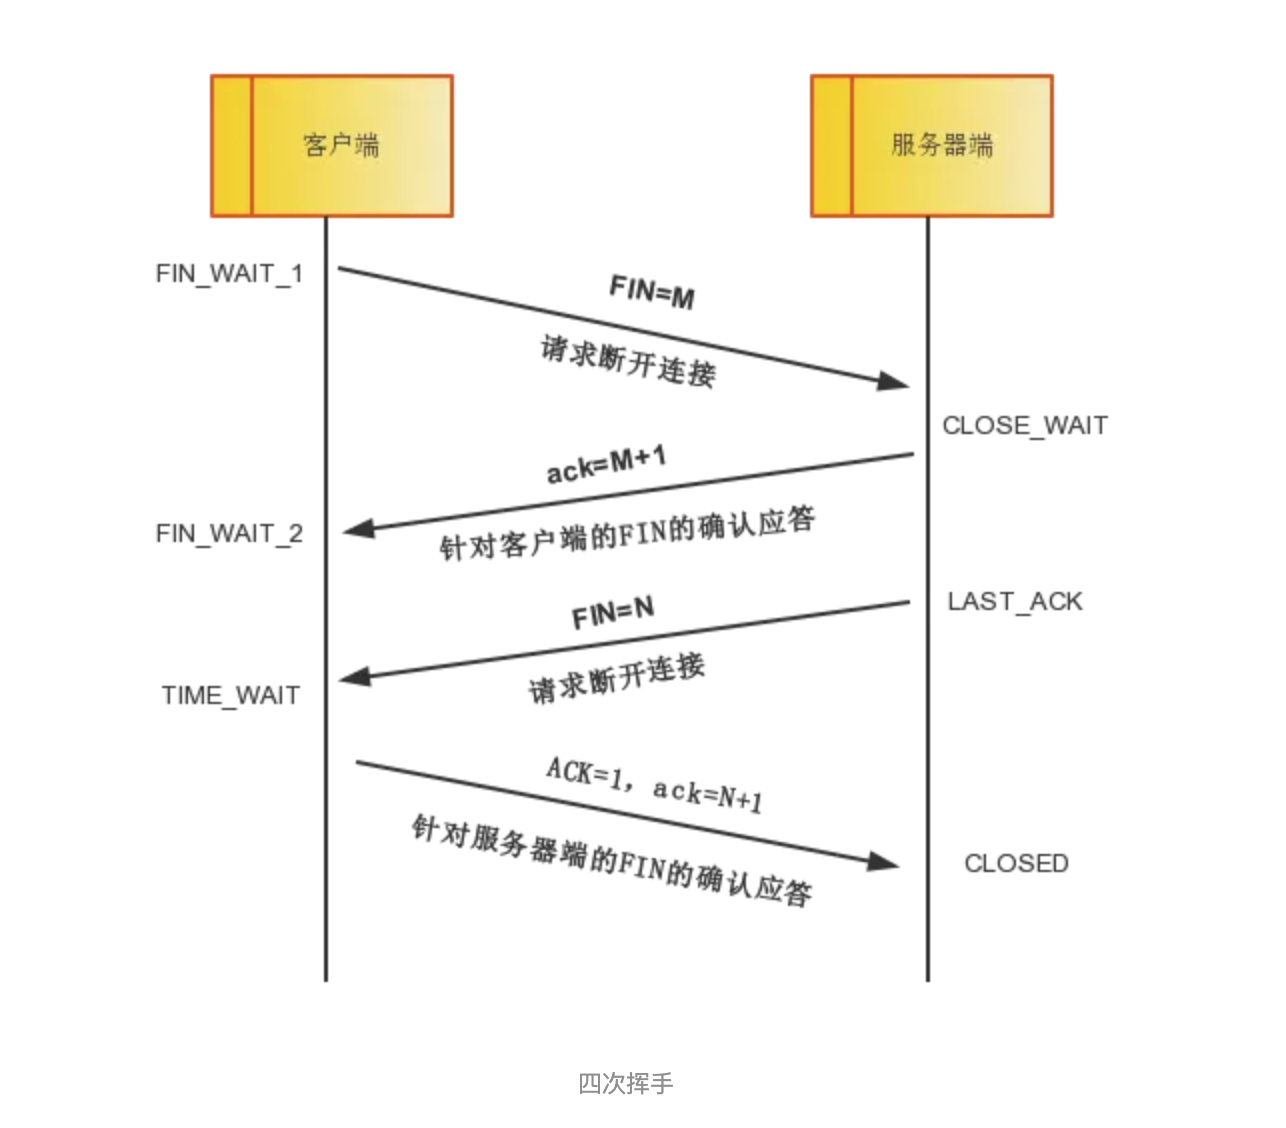 客户端
服务器端
FIN_WAIT_1
FIN=M
请求断开连接
CLOSE_WAIT
ack=M+1
针对客户端的FIN的确认应答
FIN_WAIT_2
LAST_ACK
FIN=N
请求断开连接
TIME_WAIT
ACK=1, ack=N+1
针对服务器端的FIN的确认应答
CLOSED
四次挥手